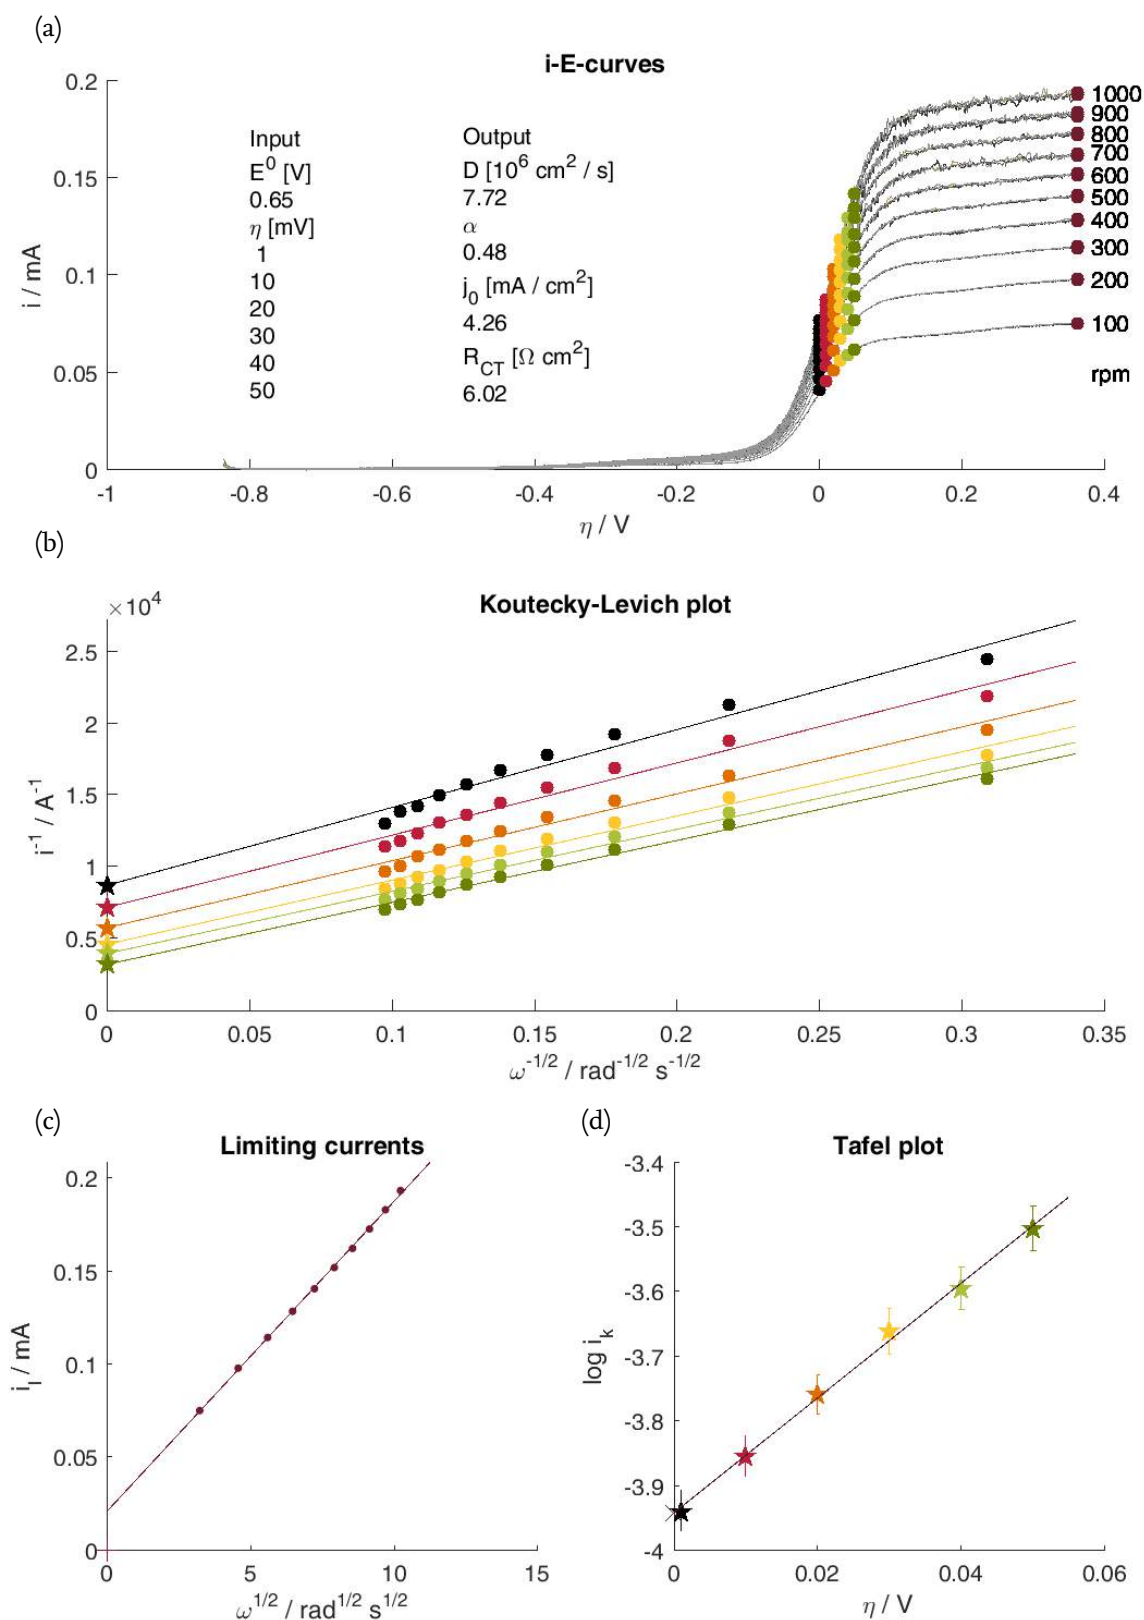 (a)
i-E-curves
Input
E⁰ [V]
0.65
η [mV]
1
10
20
30
40
50
Output
D [10⁶ cm² / s]
7.72
α
0.48
j₀ [mA / cm²]
4.26
R_CT [Ω cm²]
6.02
1000
900
800
700
600
500
400
300
200
100
rpm
0.2
0.15
0.1
0.05
0
i / mA
-1
-0.8
-0.6
-0.4
-0.2
0
0.2
0.4
η / V
(b)
Koutecky-Levich plot
×10⁴
2.5
2
1.5
1
0.5
0
i⁻¹ / A⁻¹
0
0.05
0.1
0.15
0.2
0.25
0.3
0.35
ω⁻¹/² / rad⁻¹/² s⁻¹/²
(c)
Limiting currents
0.2
0.15
0.1
0.05
0
i_l / mA
0
5
10
15
ω¹/² / rad¹/² s¹/²
(d)
Tafel plot
-3.4
-3.5
-3.6
-3.7
-3.8
-3.9
-4
log i_k
0
0.02
0.04
0.06
η / V